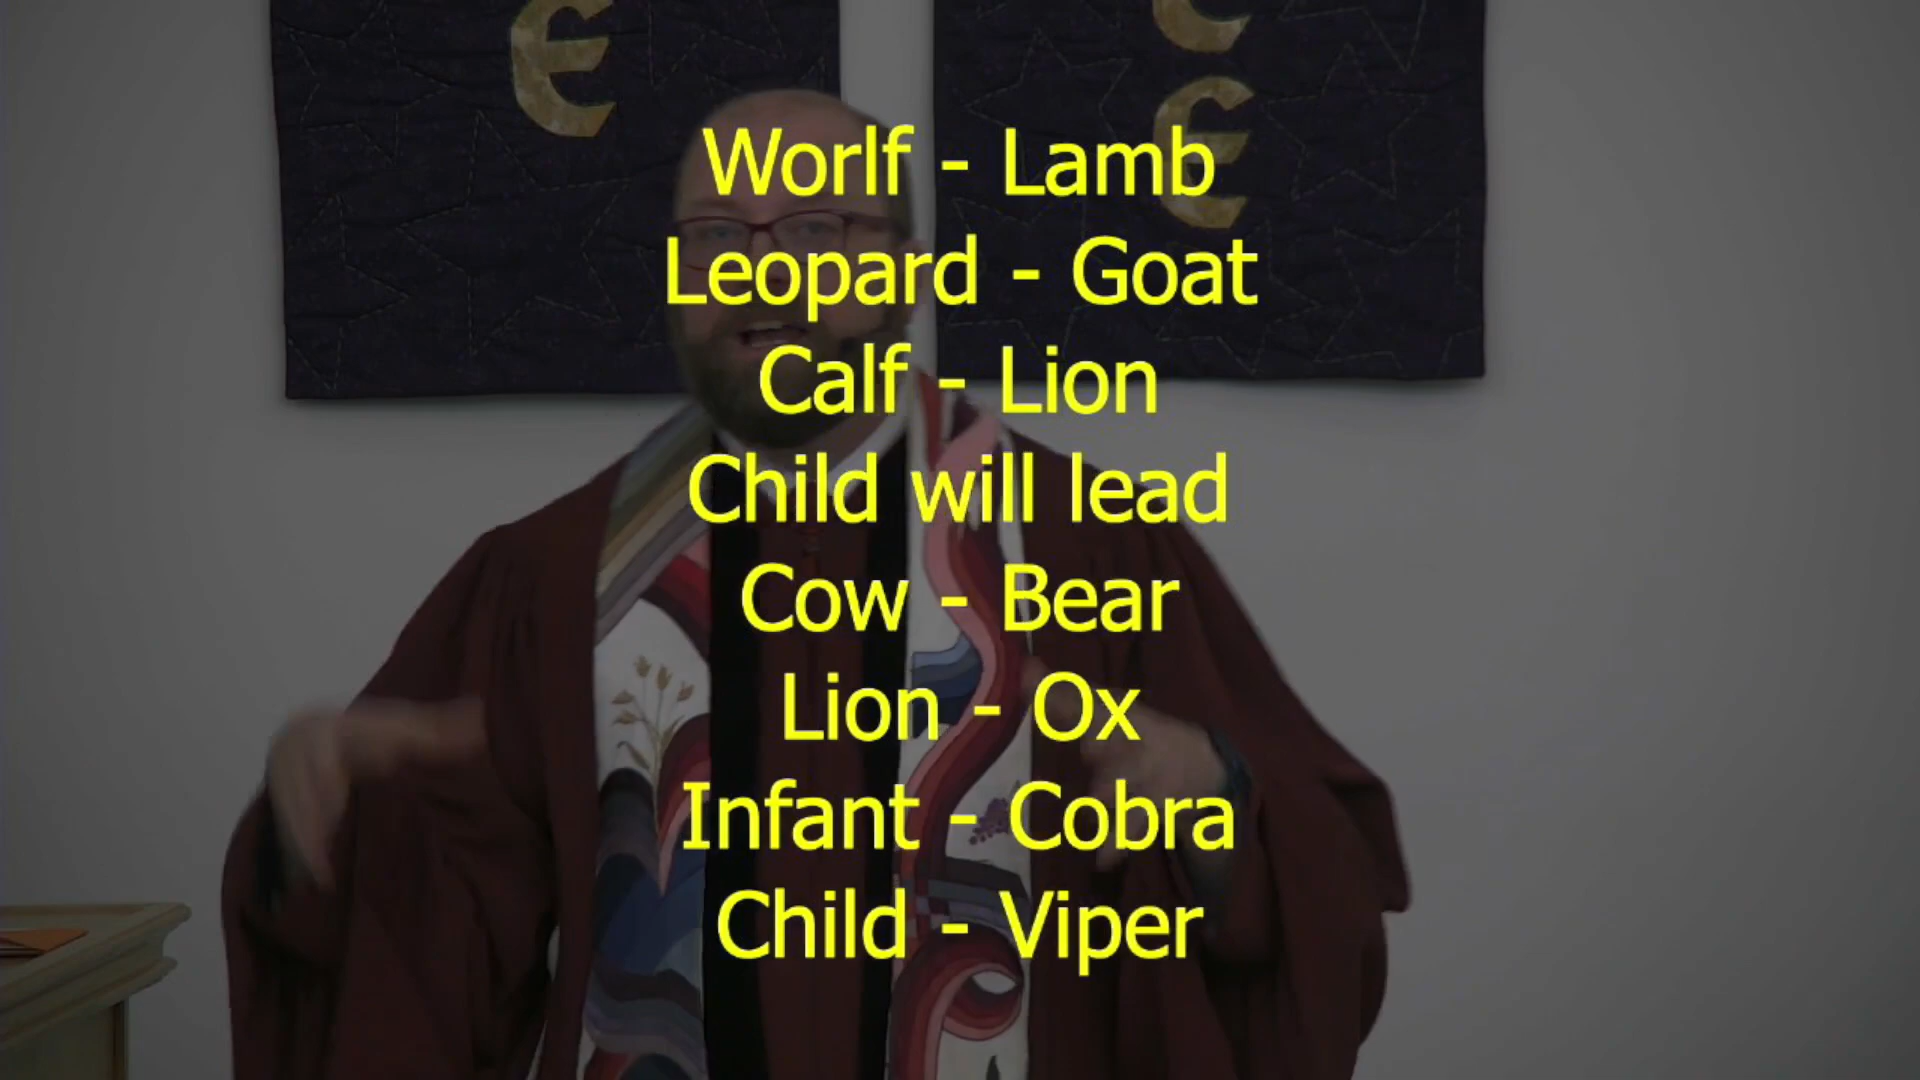 Worlf - Lamb
Leopard - Goat
Calf - Lion
Child will lead
Cow - Bear
Lion - Ox
Infant - Cobra
Child - Viper